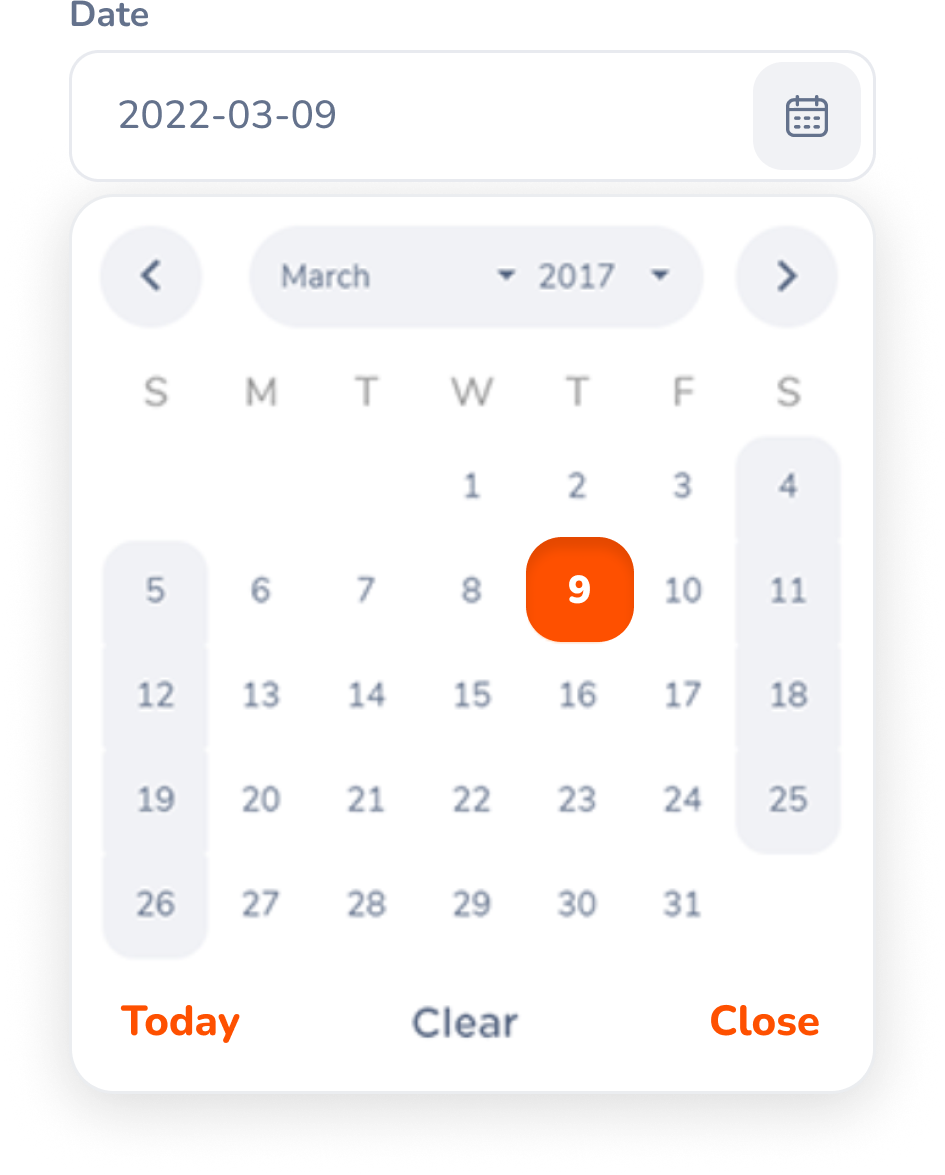 Date
2022-03-09
March 2017
S M T W T F S
1 2 3 4
5 6 7 8 9 10 11
12 13 14 15 16 17 18
19 20 21 22 23 24 25
26 27 28 29 30 31
Today Clear Close